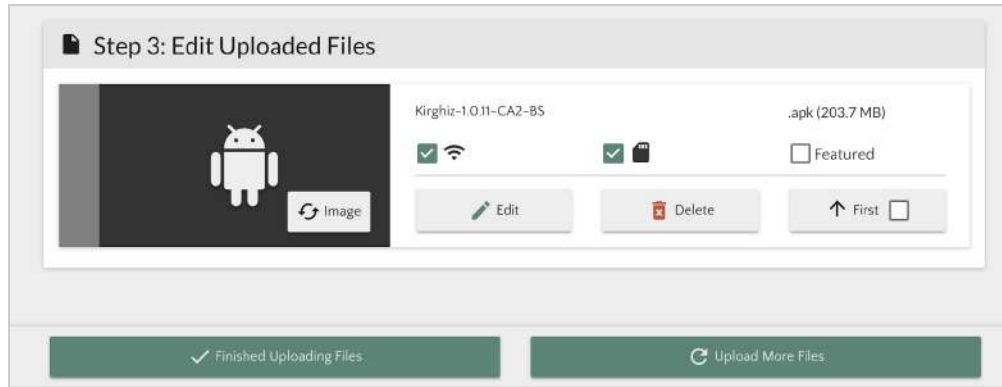 Step 3: Edit Uploaded Files
Kirghiz-1.0.11-CA2-BS
.apk (203.7 MB)
Featured
Image
Edit
Delete
First
Finished Uploading Files
Upload More Files